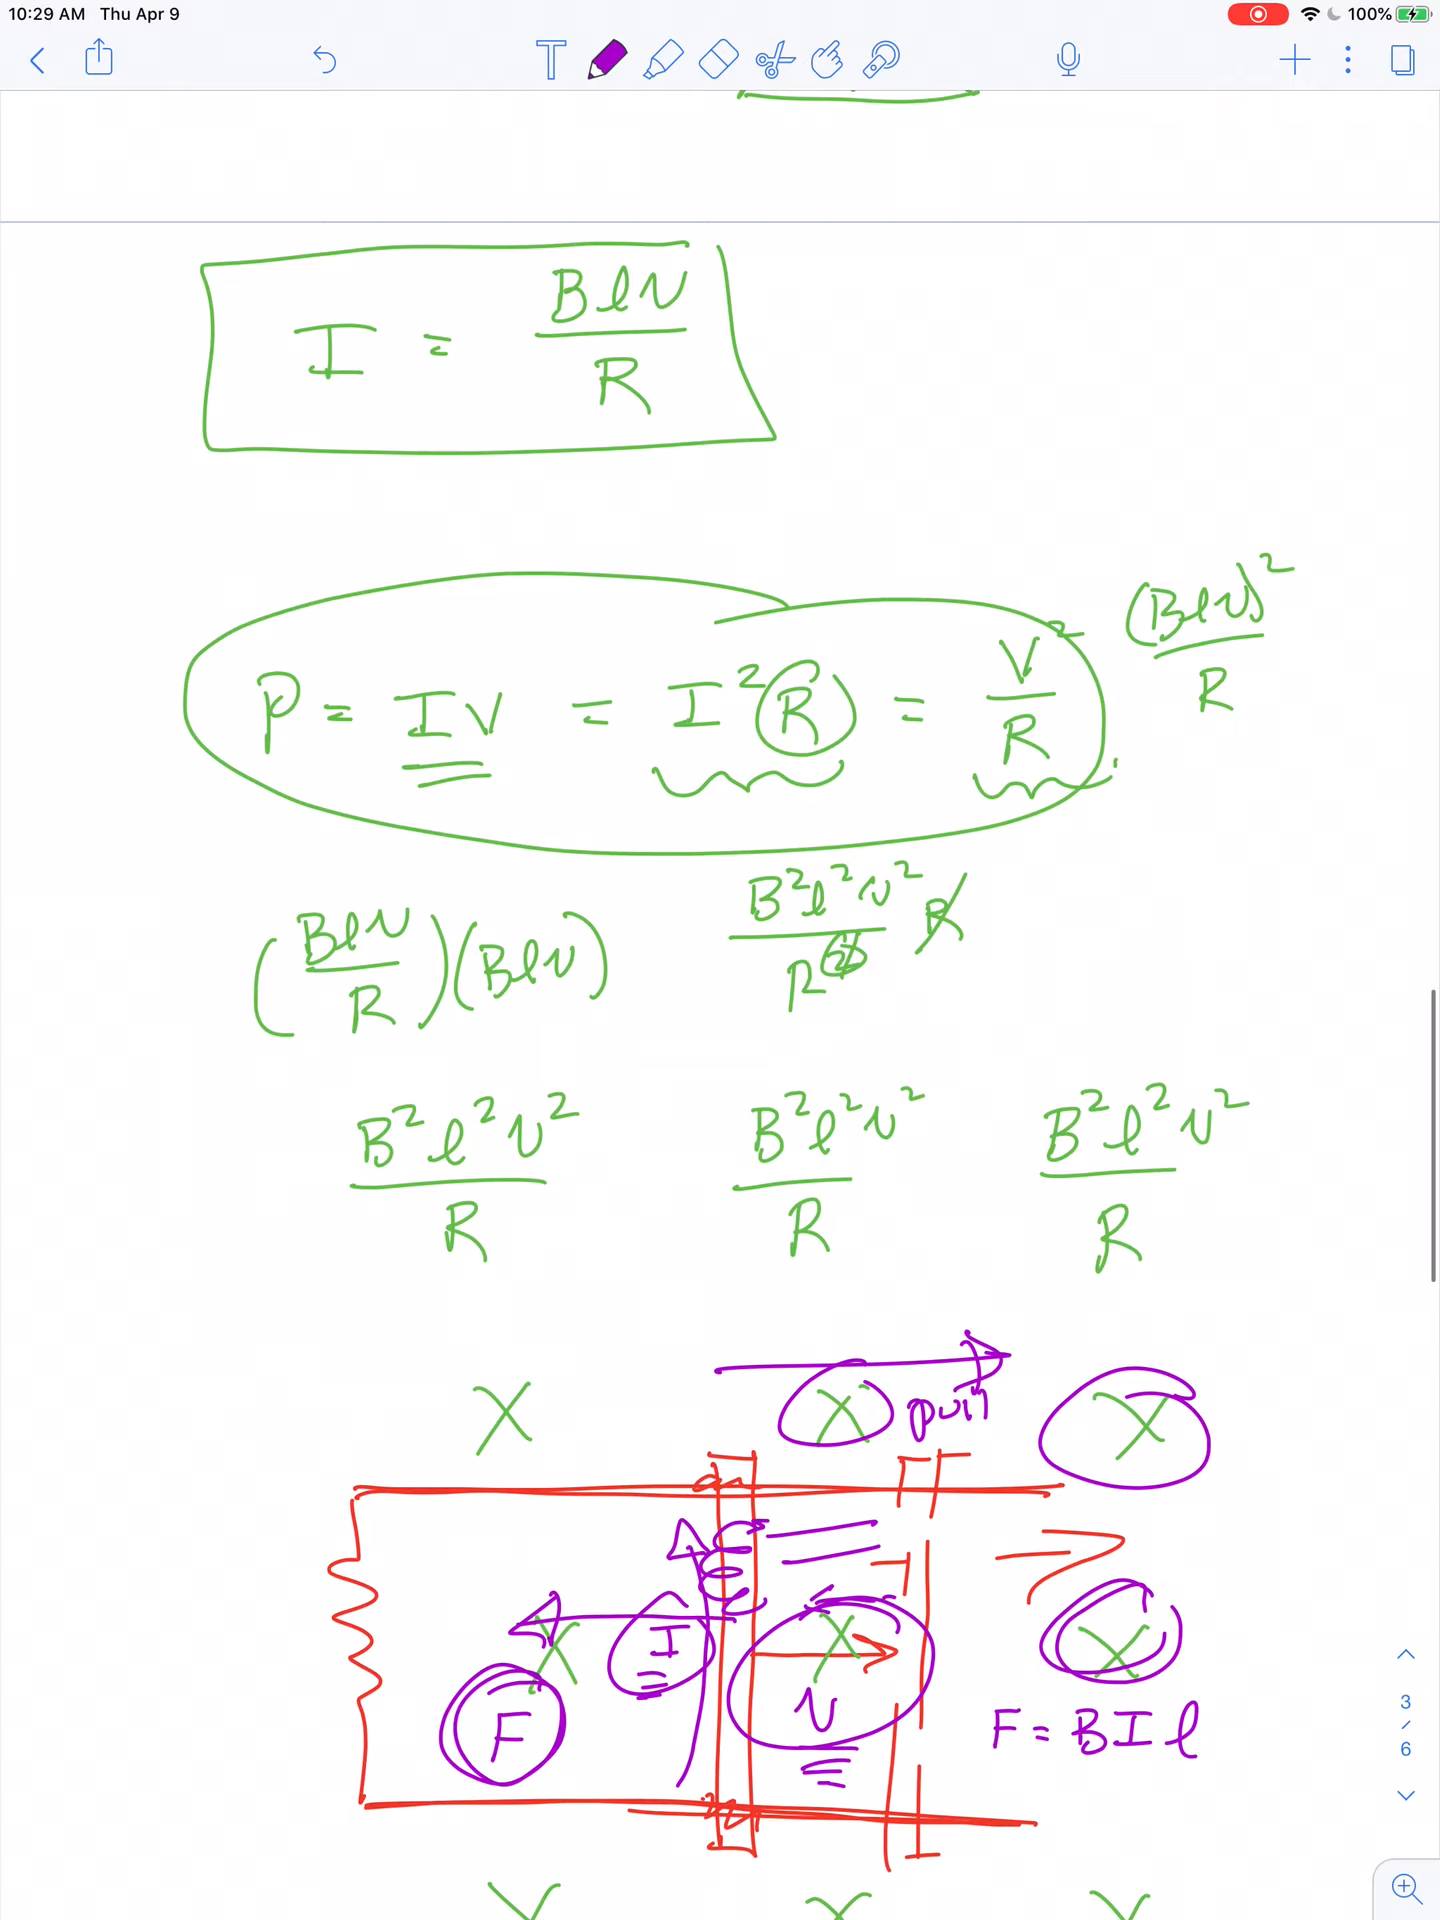 10:29 AM Thu Apr 9
100%
T
I = Blv/R
P = IV = I²R = V²/R (Blv)²/R
(Blv/R)(Blv) B²l²v²/R² R
B²l²v²/R B²l²v²/R B²l²v²/R
X X pull X
X I X X
F v F = BIl
3
/
6
X X X